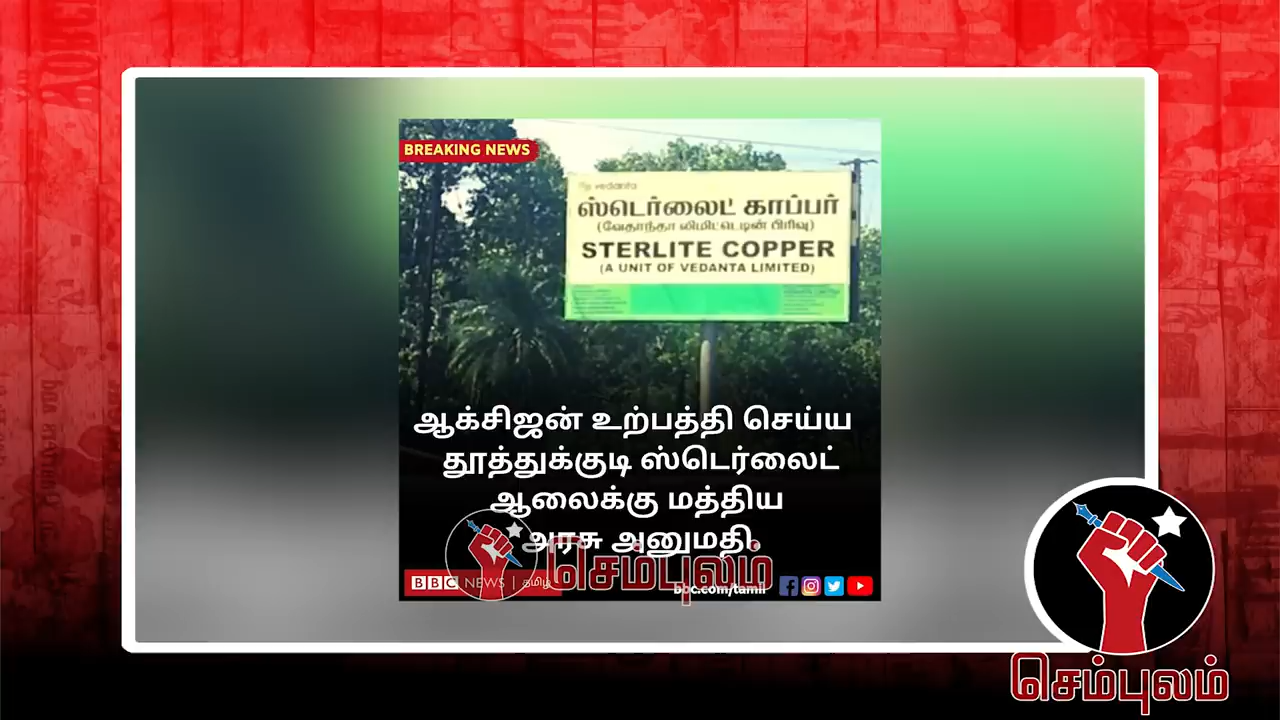 BREAKING NEWS
vedanta
ஸ்டெர்லைட் காப்பர்
(வேதாந்தா லிமிட்டெடின் பிரிவு)
STERLITE COPPER
(A UNIT OF VEDANTA LIMITED)
ஆக்சிஜன் உற்பத்தி செய்ய
தூத்துக்குடி ஸ்டெர்லைட்
ஆலைக்கு மத்திய
அரசு அனுமதி.
செம்புலம்
BBC NEWS | தமிழ்
bbc.com/tamil
செம்புலம்